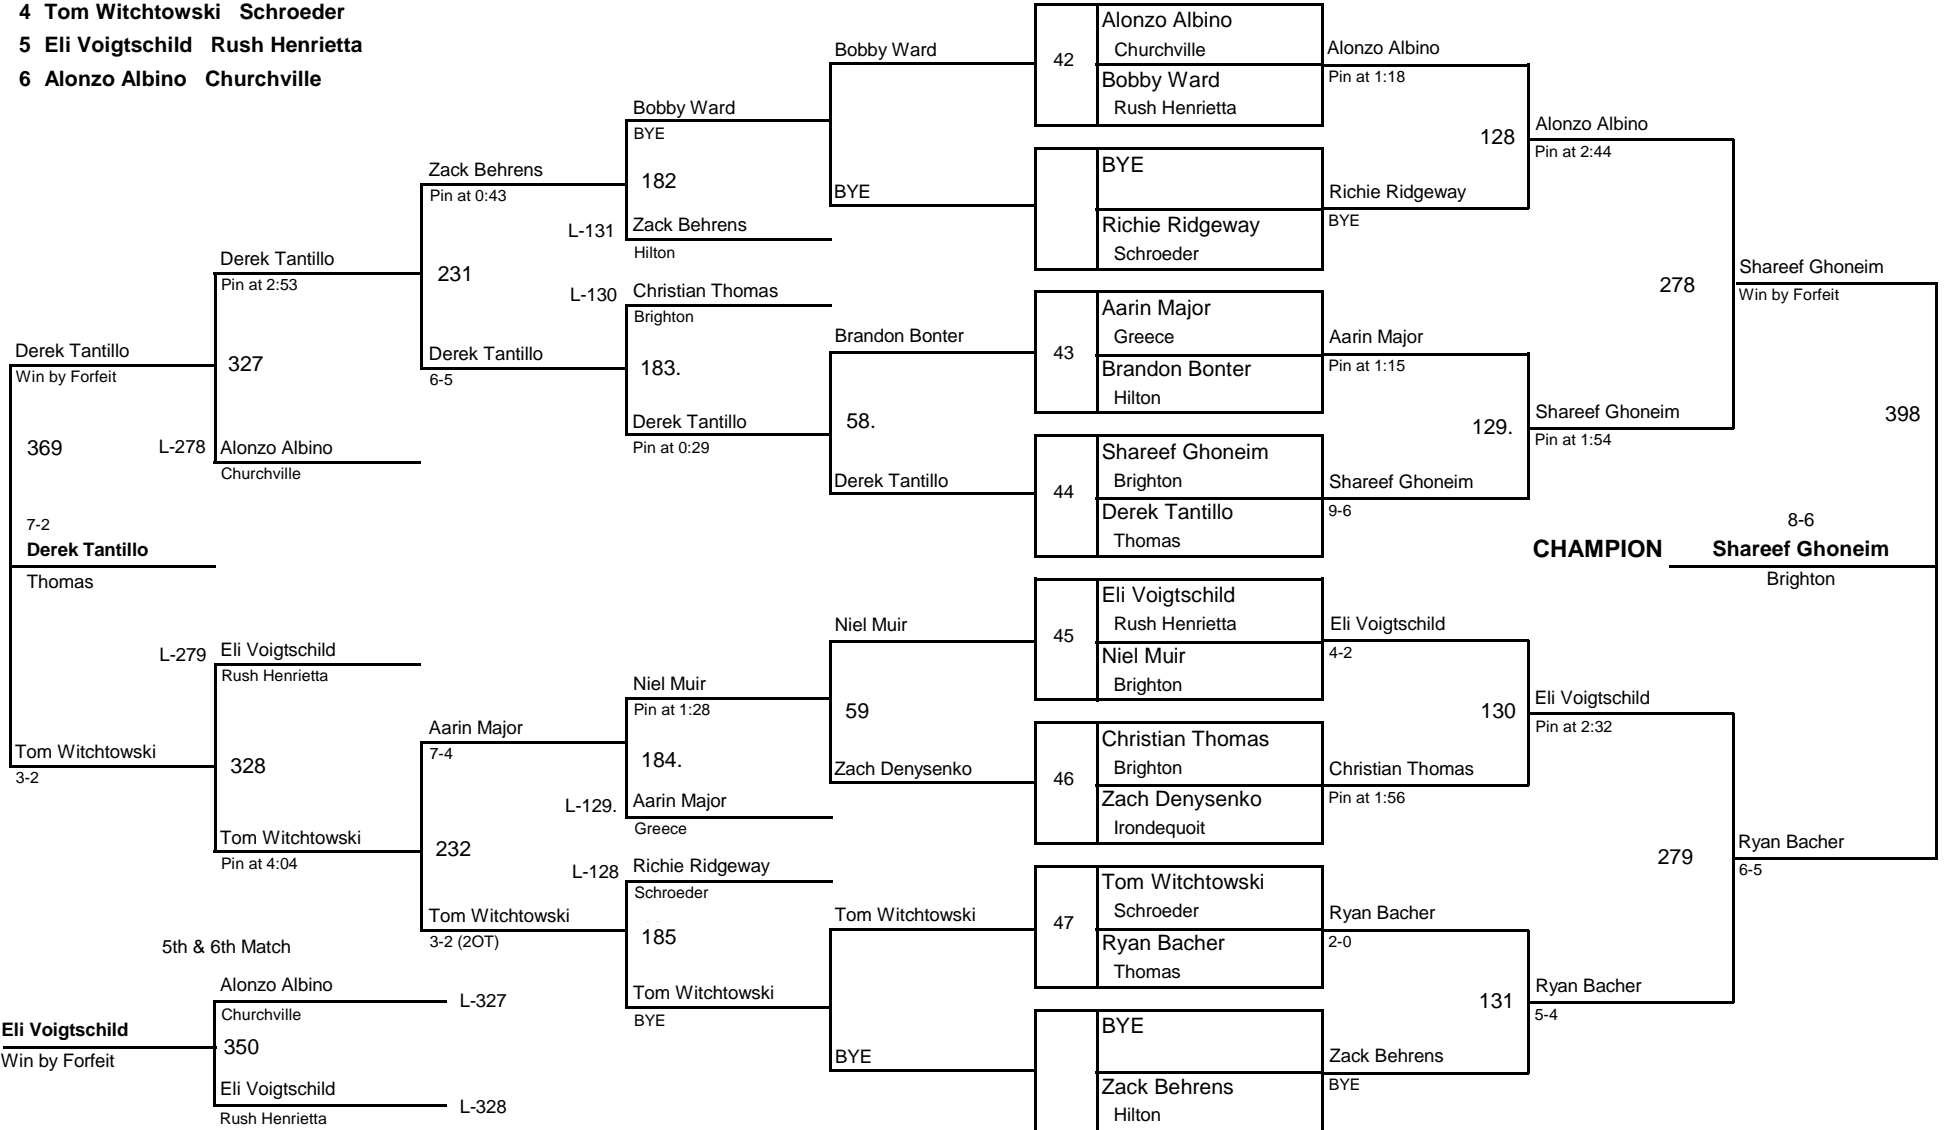 4 Tom Witchtowski Schroeder
5 Eli Voigtschild Rush Henrietta
6 Alonzo Albino Churchville
Derek Tantillo
Win by Forfeit
369
7-2
Derek Tantillo
Thomas
Tom Witchtowski
3-2
Derek Tantillo
Pin at 2:53
327
L-278 Alonzo Albino
Churchville
L-279 Eli Voigtschild
Rush Henrietta
328
Tom Witchtowski
Pin at 4:04
5th & 6th Match
Alonzo Albino
L-327
Churchville
Eli Voigtschild
350
Win by Forfeit
Eli Voigtschild
L-328
Rush Henrietta
Zack Behrens
Pin at 0:43
231
Derek Tantillo
6-5
Aarin Major
7-4
232
Tom Witchtowski
3-2 (2OT)
Bobby Ward
BYE
182
L-131 Zack Behrens
Hilton
L-130 Christian Thomas
Brighton
183.
Derek Tantillo
Pin at 0:29
Niel Muir
Pin at 1:28
184.
L-129. Aarin Major
Greece
L-128 Richie Ridgeway
Schroeder
185
Tom Witchtowski
BYE
Bobby Ward
BYE
Brandon Bonter
58.
Derek Tantillo
Niel Muir
59
Zach Denysenko
Tom Witchtowski
BYE
Alonzo Albino
42 Churchville
Bobby Ward
Rush Henrietta
BYE
Richie Ridgeway
Schroeder
Aarin Major
43 Greece
Brandon Bonter
Hilton
Shareef Ghoneim
44 Brighton
Derek Tantillo
Thomas
Eli Voigtschild
45 Rush Henrietta
Niel Muir
Brighton
Christian Thomas
46 Brighton
Zach Denysenko
Irondequoit
Tom Witchtowski
47 Schroeder
Ryan Bacher
Thomas
BYE
Zack Behrens
Hilton
Alonzo Albino
Pin at 1:18
128
Richie Ridgeway
BYE
Aarin Major
Pin at 1:15
129.
Shareef Ghoneim
9-6
Eli Voigtschild
4-2
130
Christian Thomas
Pin at 1:56
Ryan Bacher
2-0
131
Zack Behrens
BYE
Alonzo Albino
Pin at 2:44
278
Shareef Ghoneim
Pin at 1:54
Eli Voigtschild
Pin at 2:32
279
Ryan Bacher
5-4
Shareef Ghoneim
Win by Forfeit
398
8-6
CHAMPION Shareef Ghoneim
Brighton
Ryan Bacher
6-5